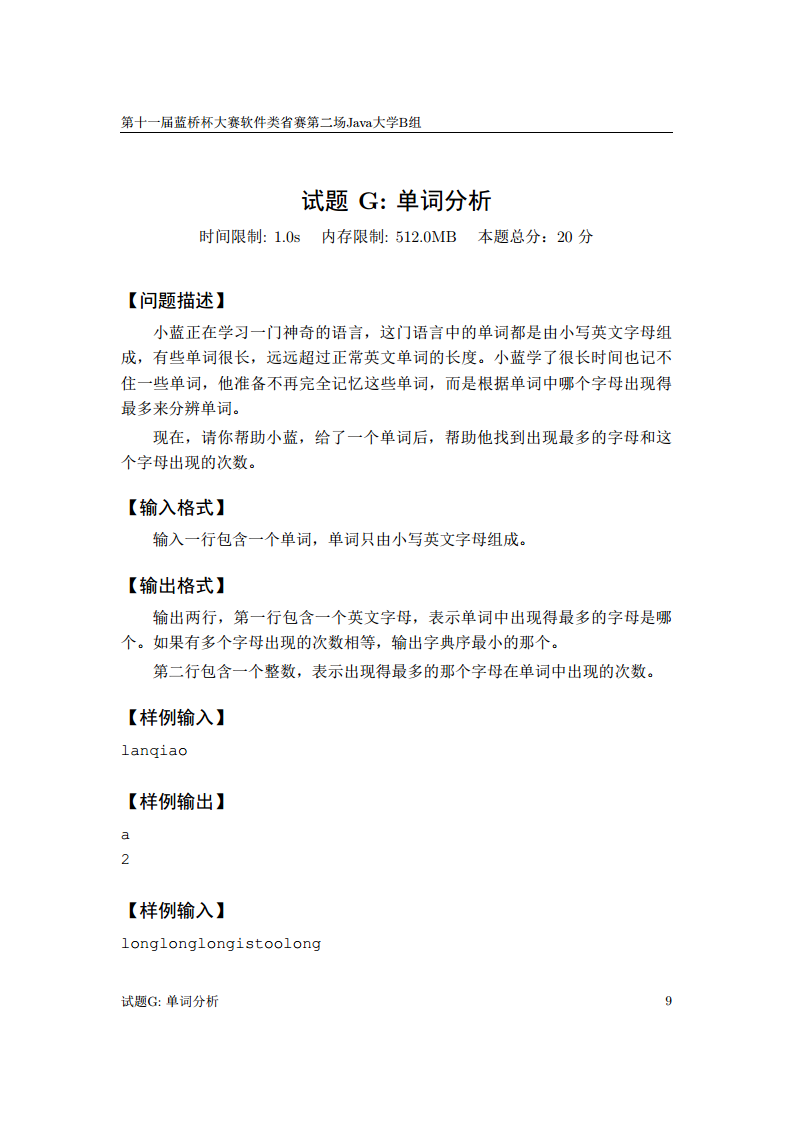 第十一届蓝桥杯大赛软件类省赛第二场Java大学B组
试题 G: 单词分析
时间限制: 1.0s 内存限制: 512.0MB 本题总分：20 分
【问题描述】
小蓝正在学习一门神奇的语言，这门语言中的单词都是由小写英文字母组
成，有些单词很长，远远超过正常英文单词的长度。小蓝学了很长时间也记不
住一些单词，他准备不再完全记忆这些单词，而是根据单词中哪个字母出现得
最多来分辨单词。
现在，请你帮助小蓝，给了一个单词后，帮助他找到出现最多的字母和这
个字母出现的次数。
【输入格式】
输入一行包含一个单词，单词只由小写英文字母组成。
【输出格式】
输出两行，第一行包含一个英文字母，表示单词中出现得最多的字母是哪
个。如果有多个字母出现的次数相等，输出字典序最小的那个。
第二行包含一个整数，表示出现得最多的那个字母在单词中出现的次数。
【样例输入】
lanqiao
【样例输出】
a
2
【样例输入】
longlonglongistoolong
试题G: 单词分析 9